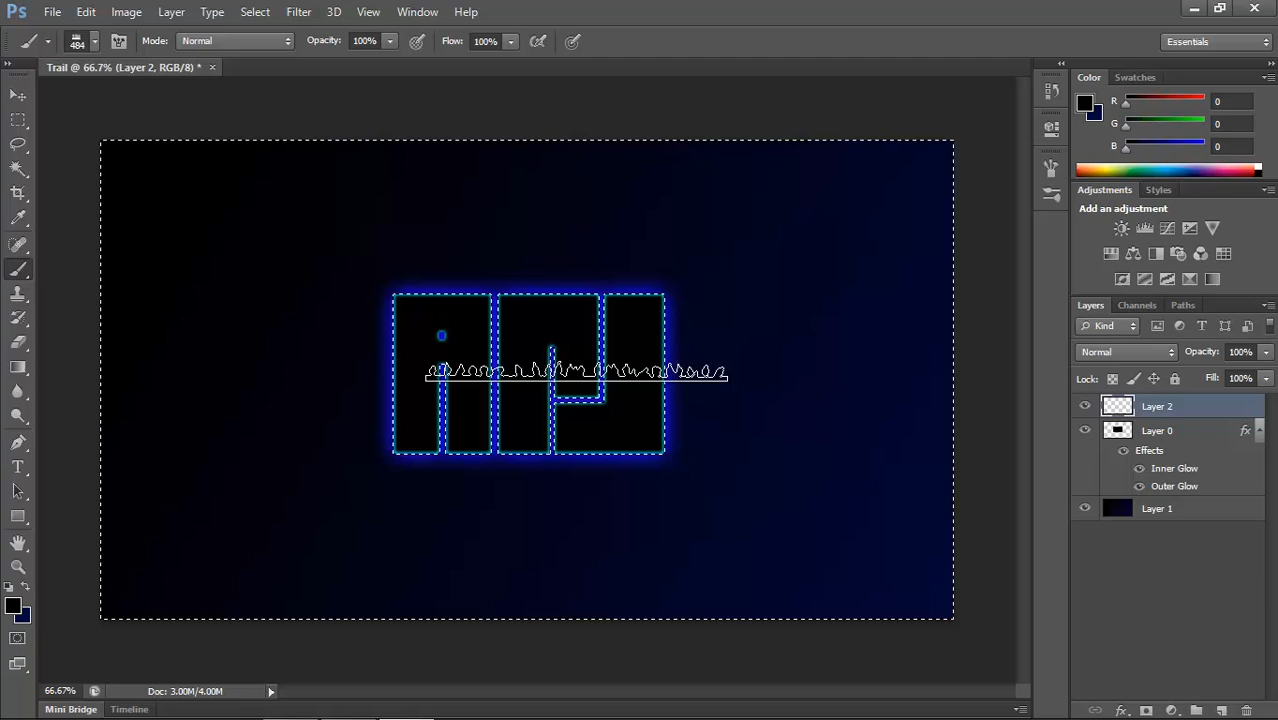 Ps File Edit Image Layer Type Select Filter 3D View Window Help
484 Mode: Normal Opacity: 100% Flow: 100% Essentials
Trail @ 66.7% (Layer 2, RGB/8) * ×
Color Swatches
R 0
G 0
B 0
Adjustments Styles
Add an adjustment
Layers Channels Paths
Kind
Normal Opacity: 100%
Lock: Fill: 100%
Layer 2
Layer 0 fx
Effects
Inner Glow
Outer Glow
Layer 1
66.67% Doc: 3.00M/4.00M
Mini Bridge Timeline